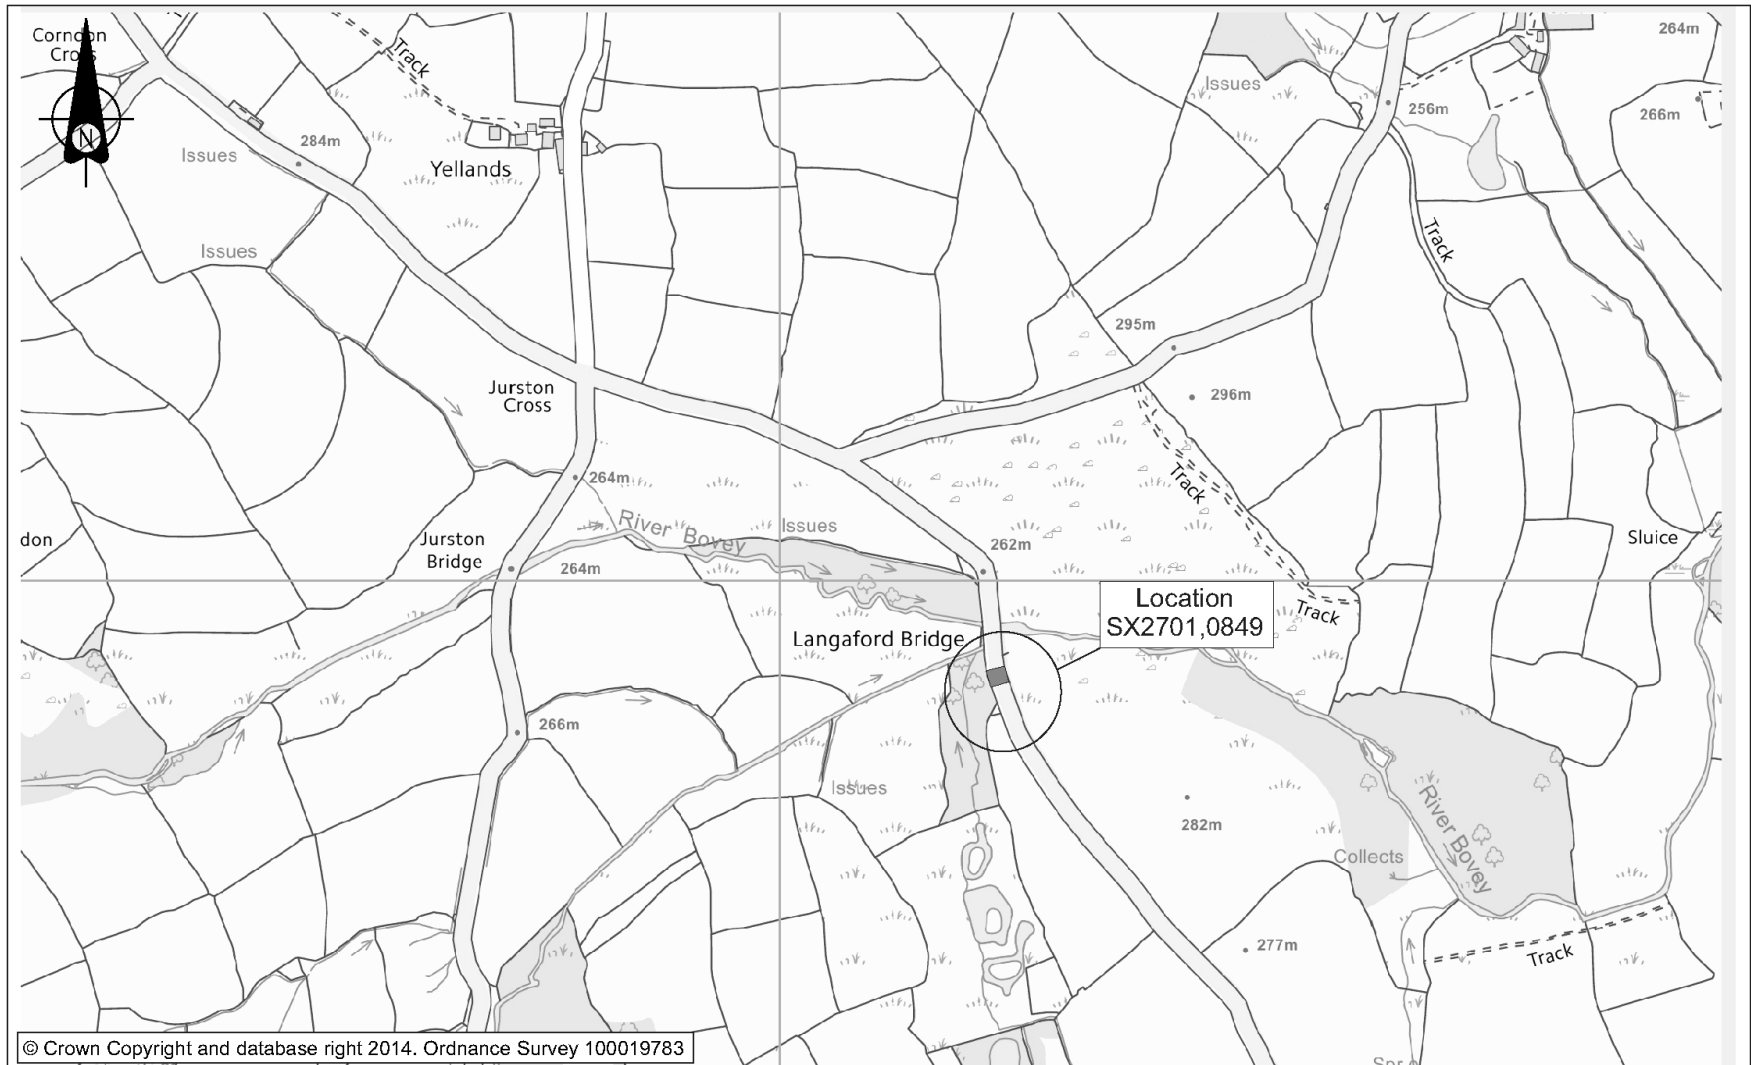 Corndon
Cross
N
Track
Issues
284m
Yellands
Issues
Issues
264m
256m
266m
Track
295m
296m
Jurston
Cross
264m
Track
River Bovey
Issues
262m
Jurston
Bridge
264m
don
Sluice
Location
SX2701,0849
Track
Langaford Bridge
266m
Issues
282m
River Bovey
Collects
277m
Track
© Crown Copyright and database right 2014. Ordnance Survey 100019783